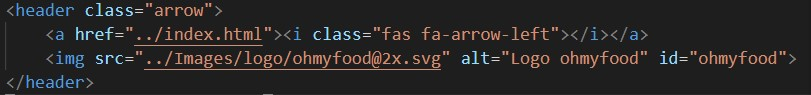 <header class="arrow">
<a href="../index.html"><i class="fas fa-arrow-left"></i></a>
<img src="../Images/logo/ohmyfood@2x.svg" alt="Logo ohmyfood" id="ohmyfood">
</header>